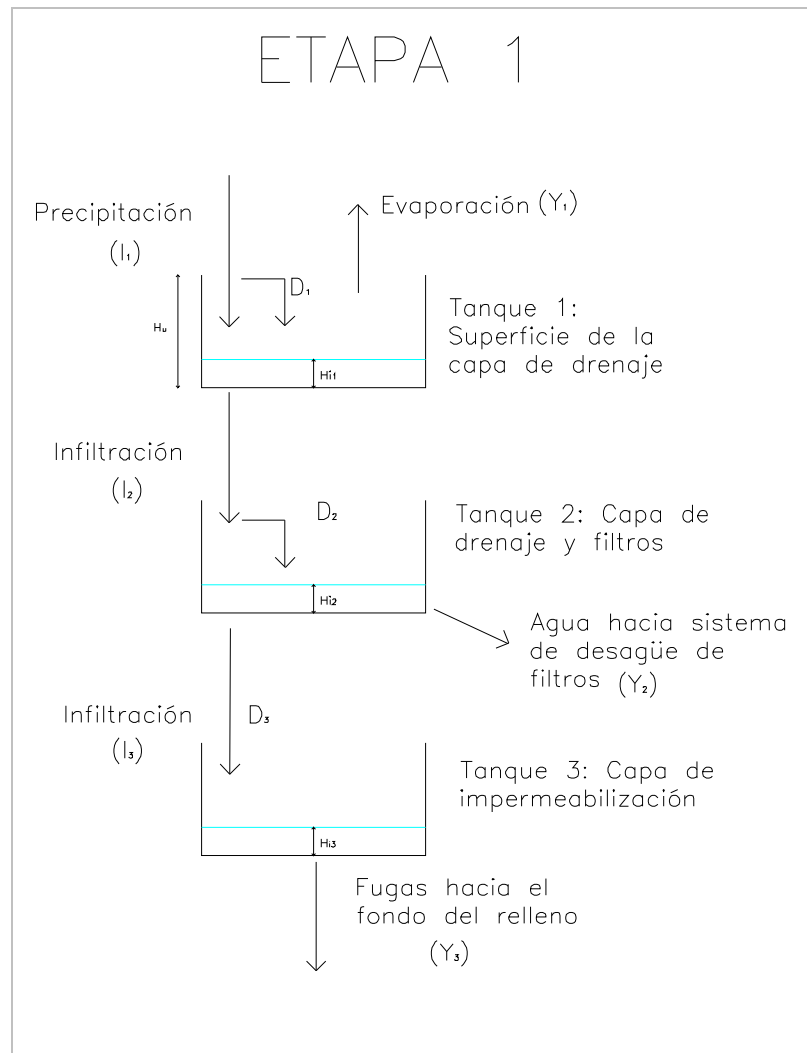 ETAPA 1
Precipitación
(I₁)
Evaporación (Y₁)
D₁
Hᵤ
Hi1
Tanque 1:
Superficie de la
capa de drenaje
Infiltración
(I₂)
D₂
Hi2
Tanque 2: Capa de
drenaje y filtros
Agua hacia sistema
de desagüe de
filtros (Y₂)
Infiltración
(I₃)
D₃
Hi3
Tanque 3: Capa de
impermeabilización
Fugas hacia el
fondo del relleno
(Y₃)